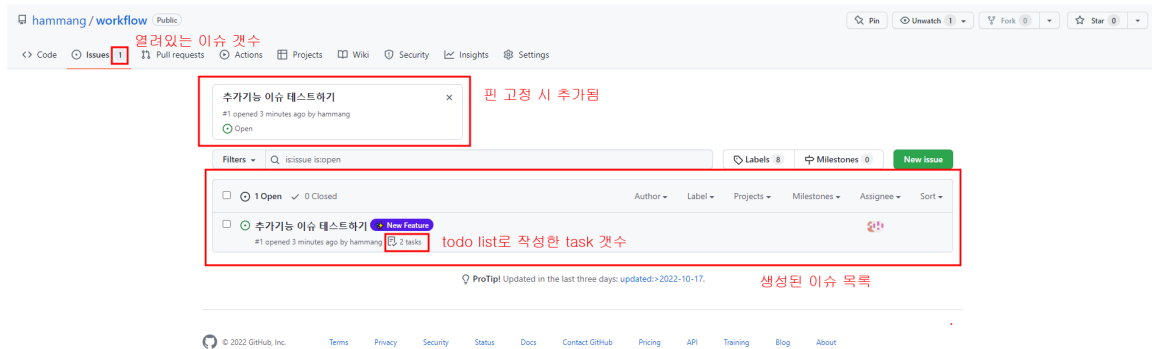 hammang / workflow Public
Pin Unwatch 1 Fork 0 Star 0
열려있는 이슈 갯수
Code Issues 1 Pull requests Actions Projects Wiki Security Insights Settings
추가기능 이슈 테스트하기
핀 고정 시 추가됨
#1 opened 3 minutes ago by hammang
Open
Filters is:issue is:open Labels 8 Milestones 0 New issue
1 Open 0 Closed Author Label Projects Milestones Assignee Sort
추가기능 이슈 테스트하기 New Feature
#1 opened 3 minutes ago by hammang 2 tasks
todo list로 작성한 task 갯수
ProTip! Updated in the last three days: updated:>2022-10-17.
생성된 이슈 목록
© 2022 GitHub, Inc. Terms Privacy Security Status Docs Contact GitHub Pricing API Training Blog About